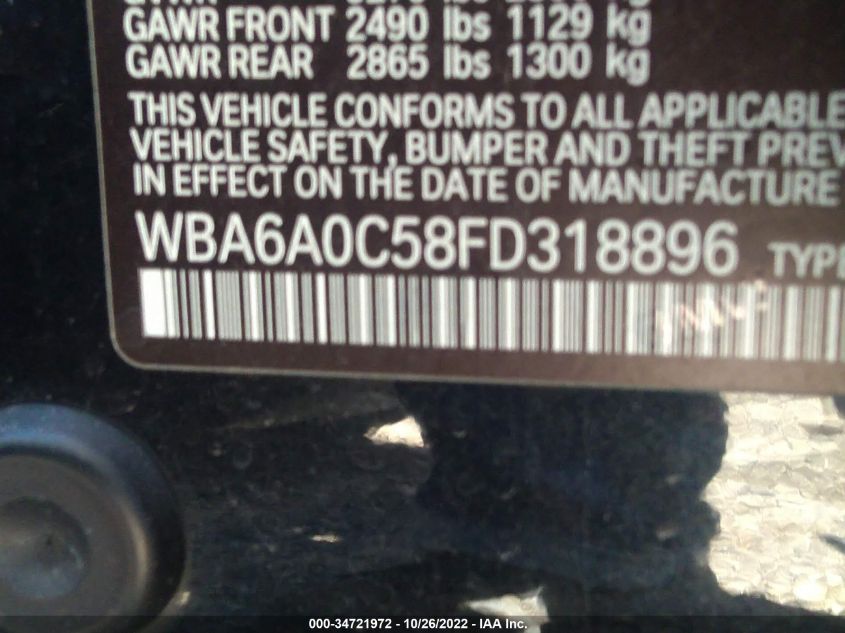 GAWR FRONT 2490 lbs 1129 kg
GAWR REAR 2865 lbs 1300 kg
THIS VEHICLE CONFORMS TO ALL APPLICABLE
VEHICLE SAFETY, BUMPER AND THEFT PREV
IN EFFECT ON THE DATE OF MANUFACTURE
WBA6A0C58FD318896 TYPE
000-34721972 - 10/26/2022 - IAA Inc.